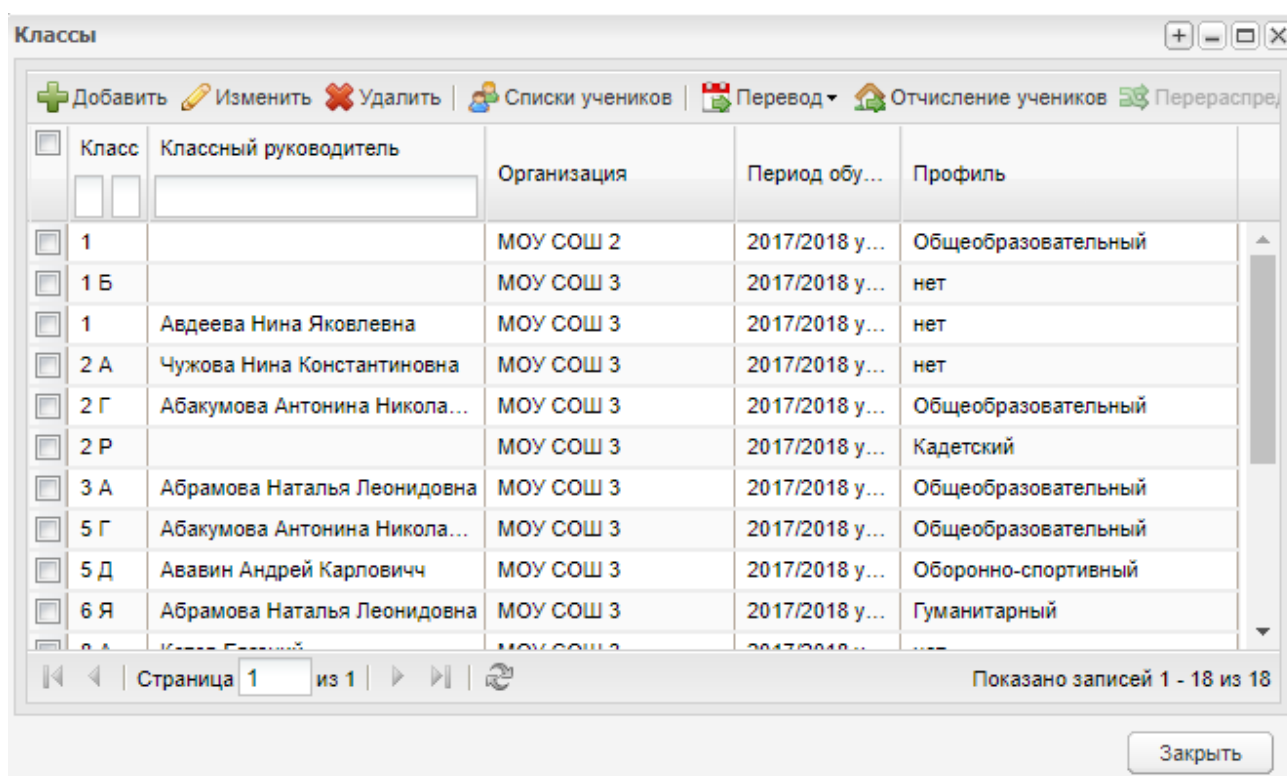 Классы
Добавить Изменить Удалить Списки учеников Перевод Отчисление учеников Перераспред
Класс Классный руководитель Организация Период обу... Профиль
1 МОУ СОШ 2 2017/2018 у... Общеобразовательный
1 Б МОУ СОШ 3 2017/2018 у... нет
1 Авдеева Нина Яковлевна МОУ СОШ 3 2017/2018 у... нет
2 А Чужова Нина Константиновна МОУ СОШ 3 2017/2018 у... нет
2 Г Абакумова Антонина Никола... МОУ СОШ 3 2017/2018 у... Общеобразовательный
2 Р МОУ СОШ 3 2017/2018 у... Кадетский
3 А Абрамова Наталья Леонидовна МОУ СОШ 3 2017/2018 у... Общеобразовательный
5 Г Абакумова Антонина Никола... МОУ СОШ 3 2017/2018 у... Общеобразовательный
5 Д Ававин Андрей Карловичч МОУ СОШ 3 2017/2018 у... Оборонно-спортивный
6 Я Абрамова Наталья Леонидовна МОУ СОШ 3 2017/2018 у... Гуманитарный
Страница 1 из 1 Показано записей 1 - 18 из 18
Закрыть